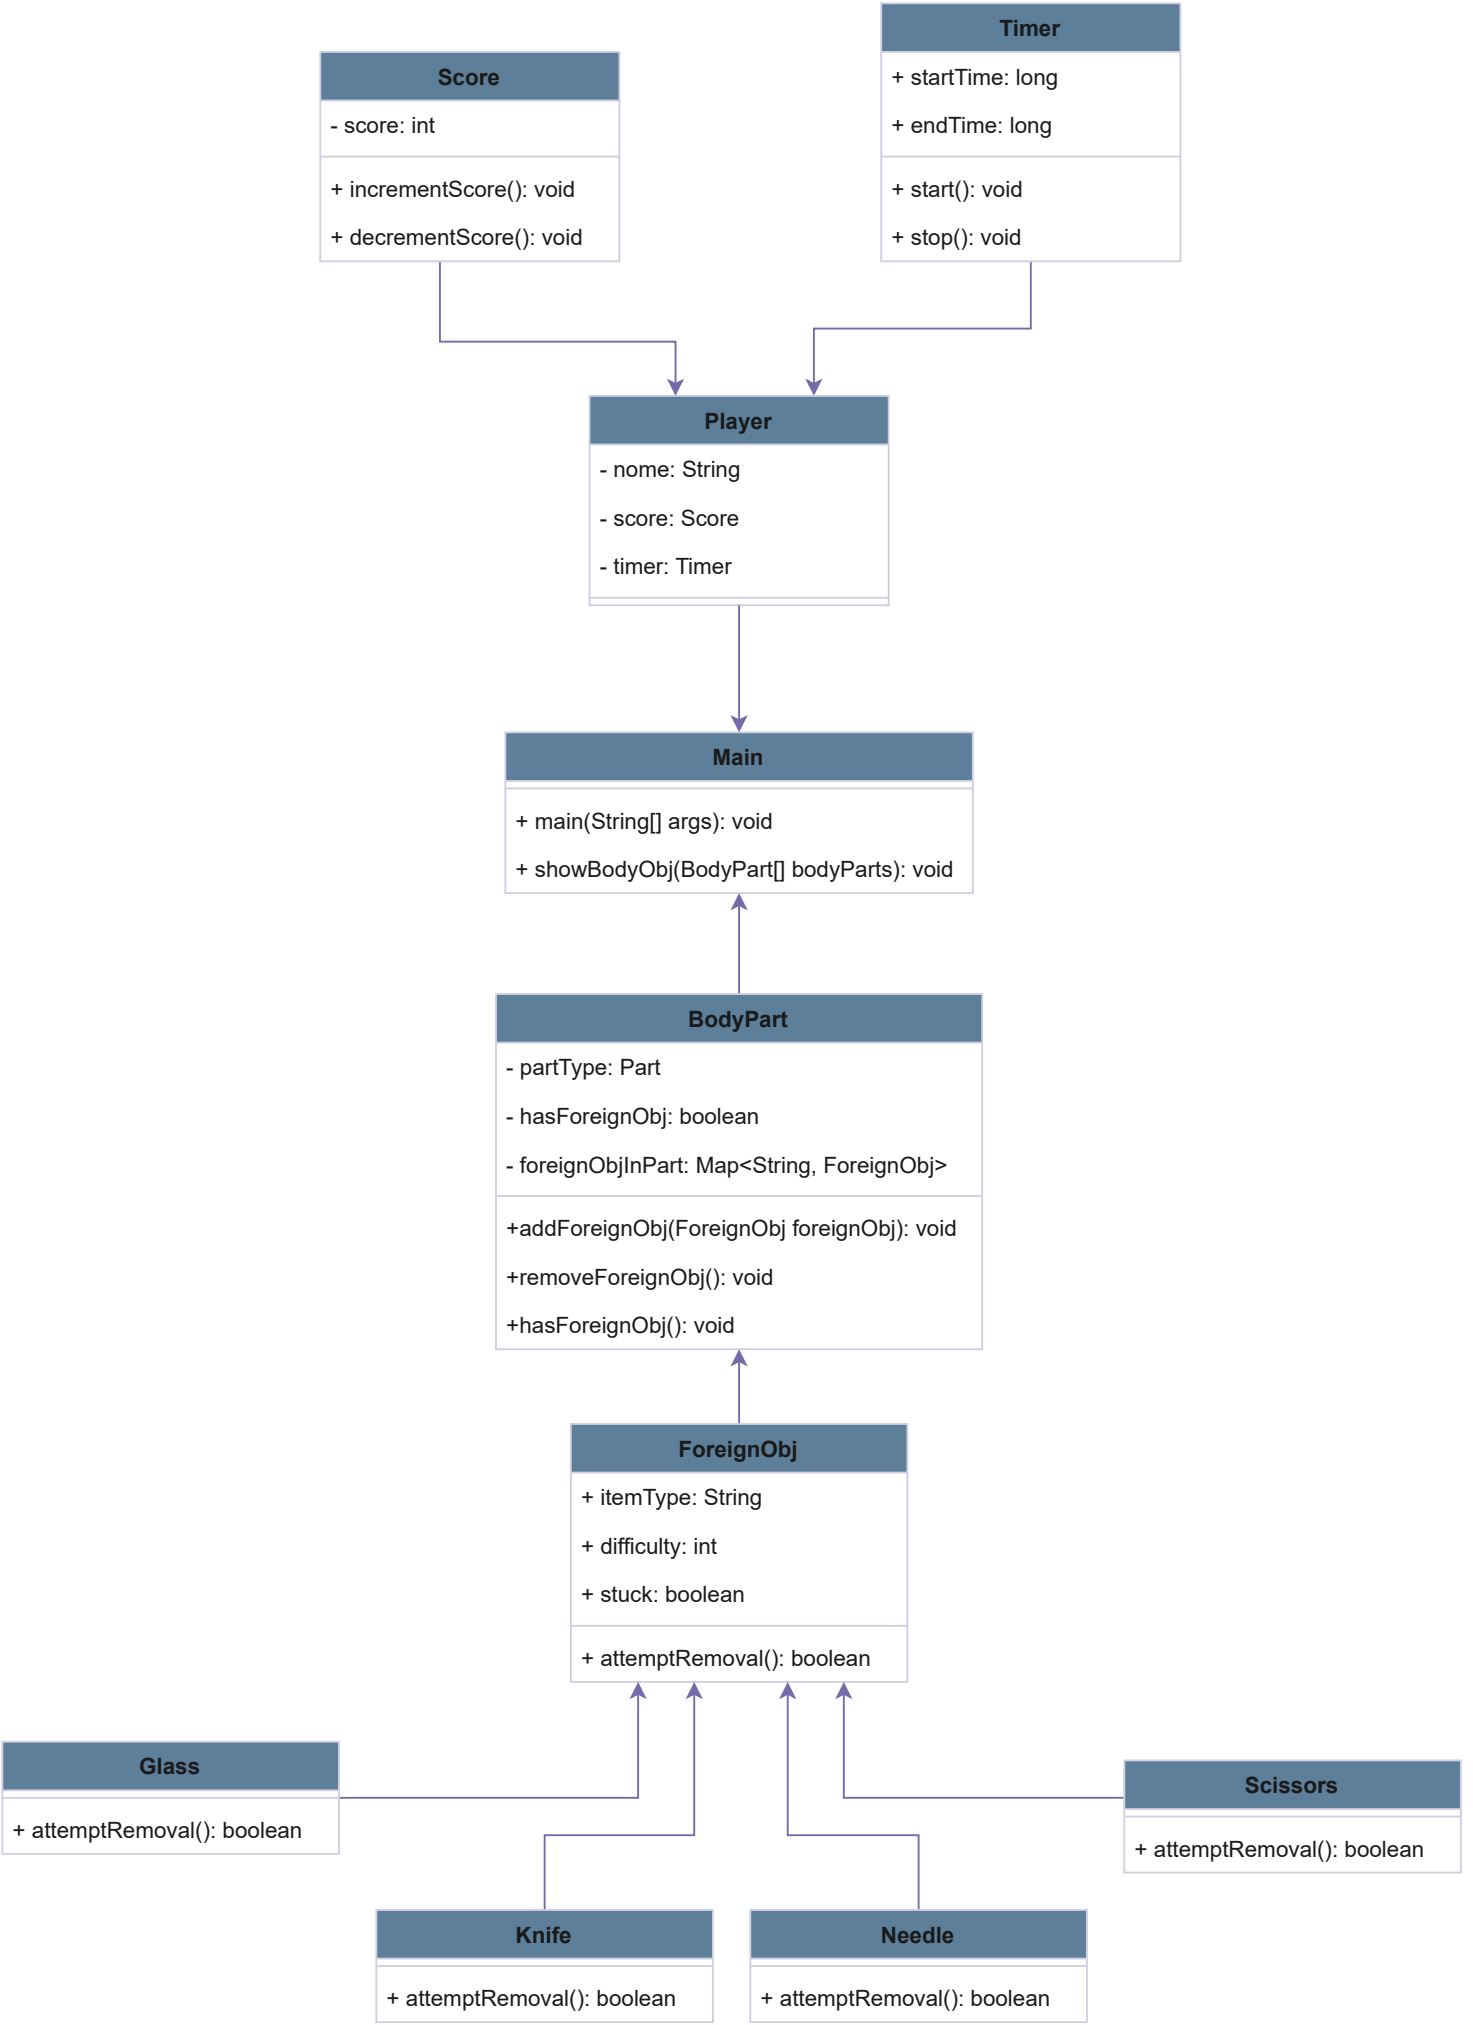 Timer
+ startTime: long
+ endTime: long
+ start(): void
+ stop(): void
Score
- score: int
+ incrementScore(): void
+ decrementScore(): void
Player
- nome: String
- score: Score
- timer: Timer
Main
+ main(String[] args): void
+ showBodyObj(BodyPart[] bodyParts): void
BodyPart
- partType: Part
- hasForeignObj: boolean
- foreignObjInPart: Map<String, ForeignObj>
+addForeignObj(ForeignObj foreignObj): void
+removeForeignObj(): void
+hasForeignObj(): void
ForeignObj
+ itemType: String
+ difficulty: int
+ stuck: boolean
+ attemptRemoval(): boolean
Glass
+ attemptRemoval(): boolean
Scissors
+ attemptRemoval(): boolean
Knife
+ attemptRemoval(): boolean
Needle
+ attemptRemoval(): boolean